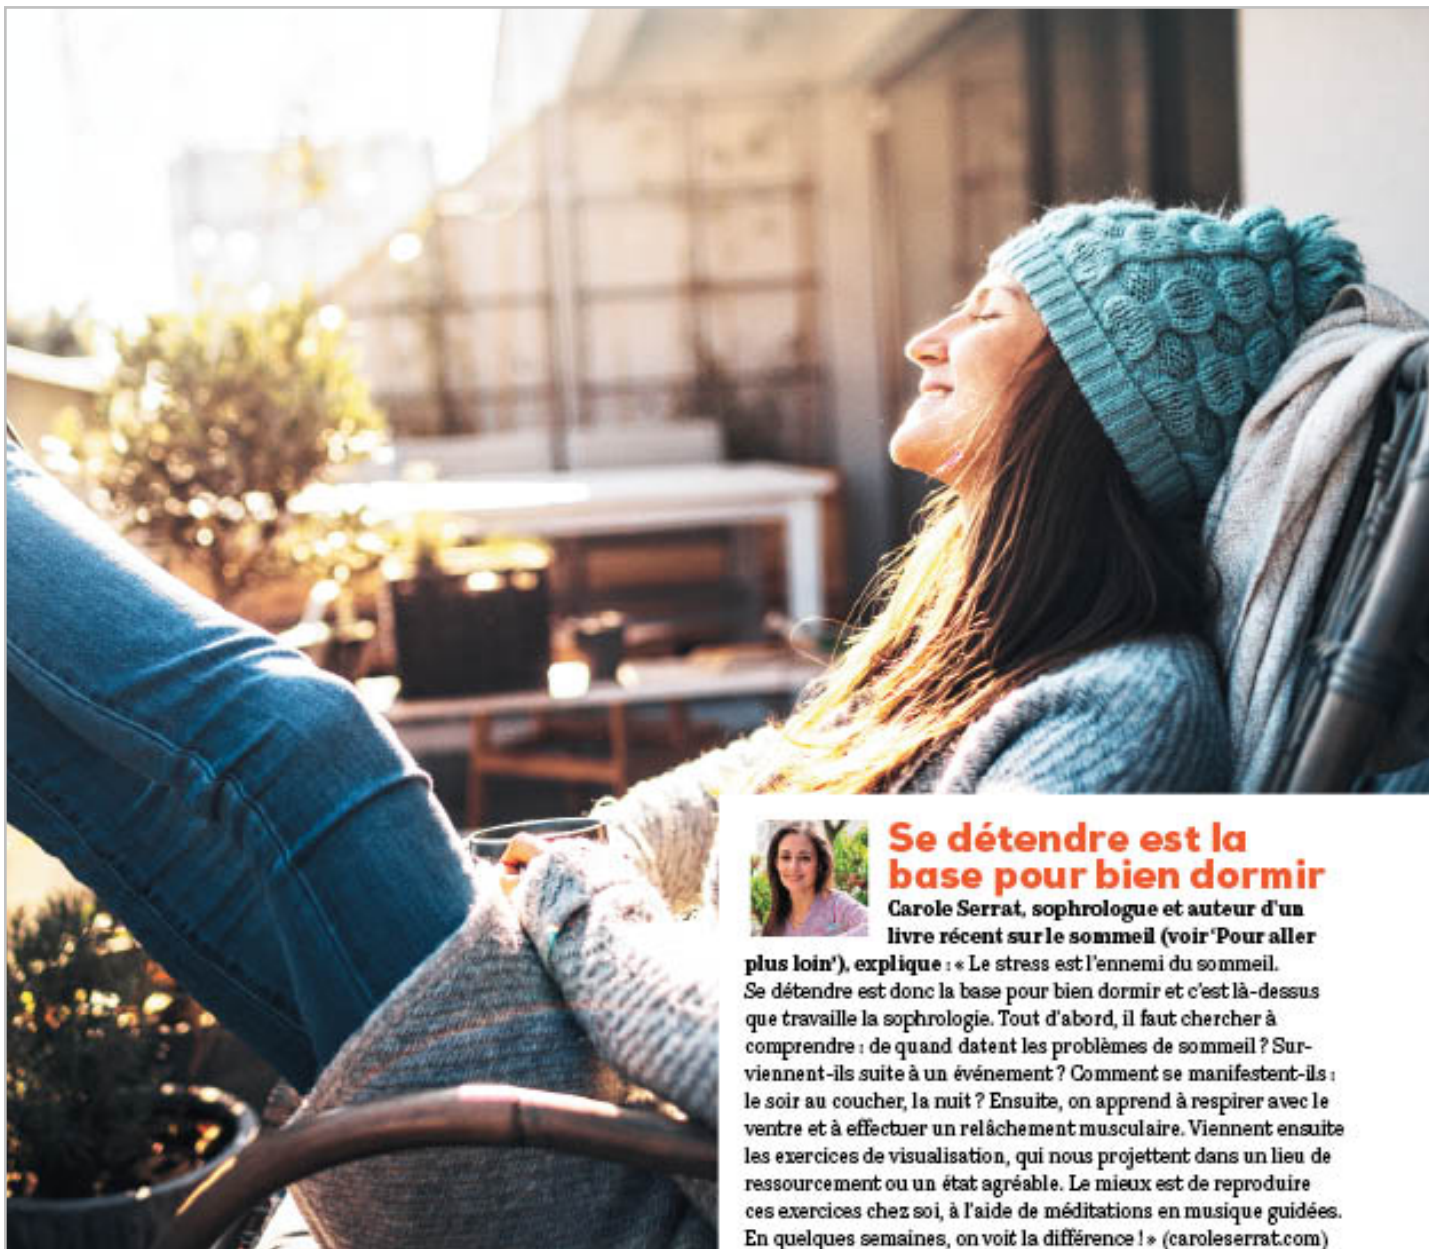 Se détendre est la
base pour bien dormir
Carole Serrat, sophrologue et auteur d'un
livre récent sur le sommeil (voir 'Pour aller
plus loin'), explique : « Le stress est l'ennemi du sommeil.
Se détendre est donc la base pour bien dormir et c'est là-dessus
que travaille la sophrologie. Tout d'abord, il faut chercher à
comprendre : de quand datent les problèmes de sommeil ? Sur-
viennent-ils suite à un événement ? Comment se manifestent-ils :
le soir au coucher, la nuit ? Ensuite, on apprend à respirer avec le
ventre et à effectuer un relâchement musculaire. Viennent ensuite
les exercices de visualisation, qui nous projettent dans un lieu de
ressourcement ou un état agréable. Le mieux est de reproduire
ces exercices chez soi, à l'aide de méditations en musique guidées.
En quelques semaines, on voit la différence ! » (caroleserrat.com)